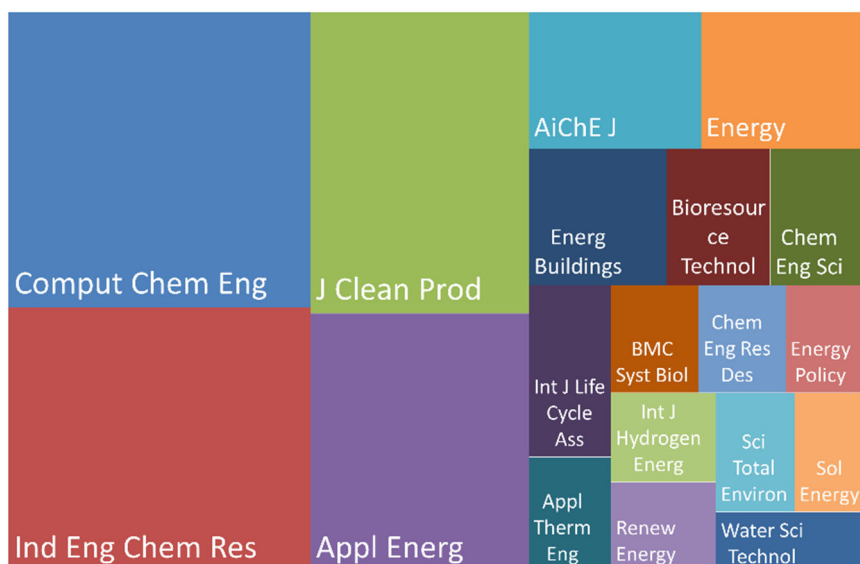 Comput Chem Eng
Ind Eng Chem Res
J Clean Prod
Appl Energ
AiChE J
Energy
Energ
Buildings
Bioresour
ce
Technol
Chem
Eng Sci
Int J Life
Cycle
Ass
BMC
Syst Biol
Chem
Eng Res
Des
Energy
Policy
Int J
Hydrogen
Energ
Sci
Total
Environ
Sol
Energy
Appl
Therm
Eng
Renew
Energy
Water Sci
Technol